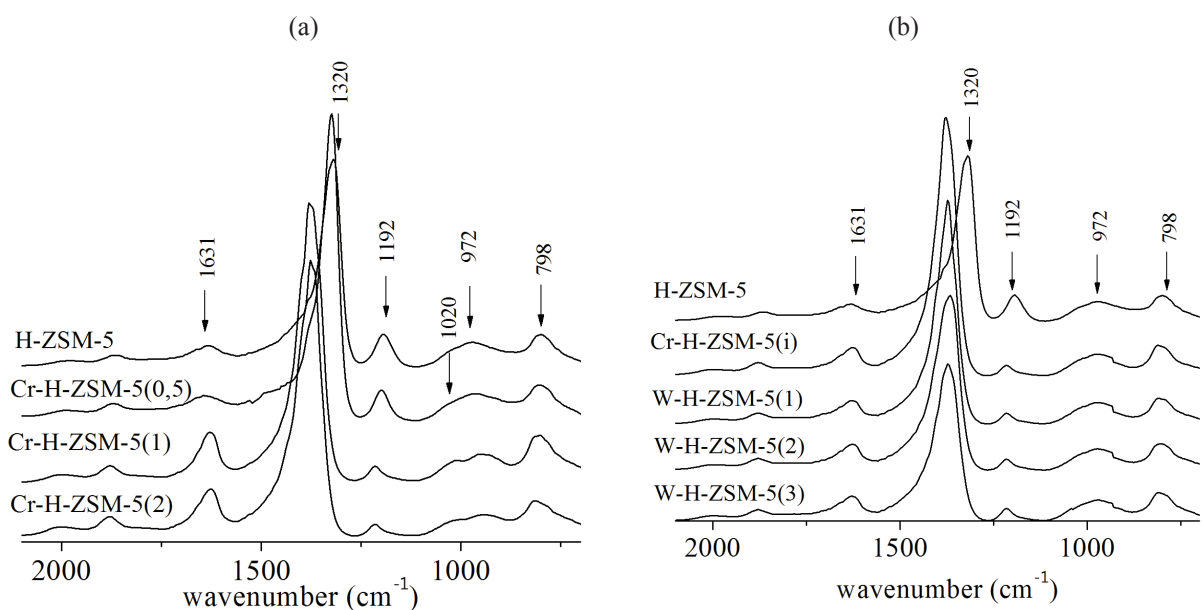 (a)
1320
1631
1192
972
1020
798
H-ZSM-5
Cr-H-ZSM-5(0,5)
Cr-H-ZSM-5(1)
Cr-H-ZSM-5(2)
2000
1500
1000
wavenumber (cm⁻¹)
(b)
1320
1631
1192
972
798
H-ZSM-5
Cr-H-ZSM-5(i)
W-H-ZSM-5(1)
W-H-ZSM-5(2)
W-H-ZSM-5(3)
2000
1500
1000
wavenumber (cm⁻¹)